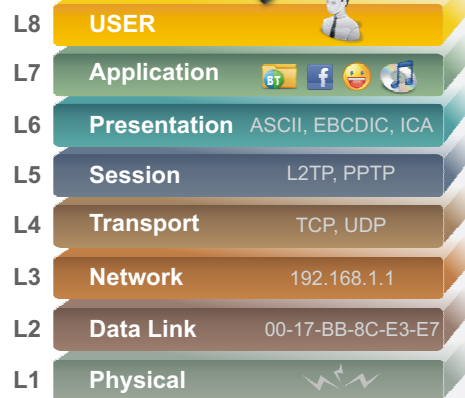 L8 USER
L7 Application BT f
L6 Presentation ASCII, EBCDIC, ICA
L5 Session L2TP, PPTP
L4 Transport TCP, UDP
L3 Network 192.168.1.1
L2 Data Link 00-17-BB-8C-E3-E7
L1 Physical